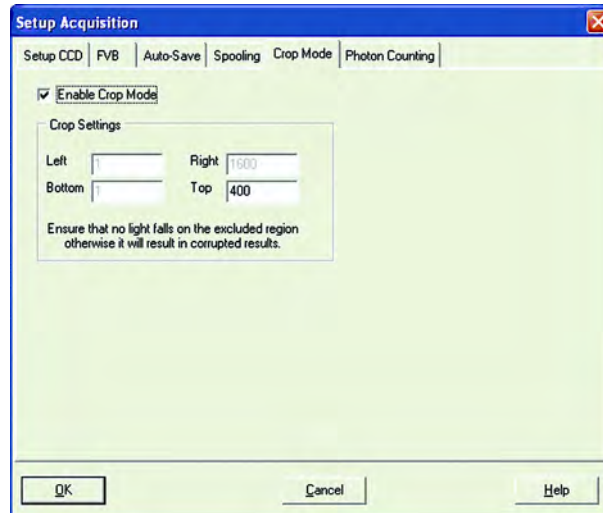 Setup Acquisition
Setup CCD FVB Auto-Save Spooling Crop Mode Photon Counting
Enable Crop Mode
Crop Settings
Left 1 Right 1600
Bottom 1 Top 400
Ensure that no light falls on the excluded region
otherwise it will result in corrupted results.
OK Cancel Help